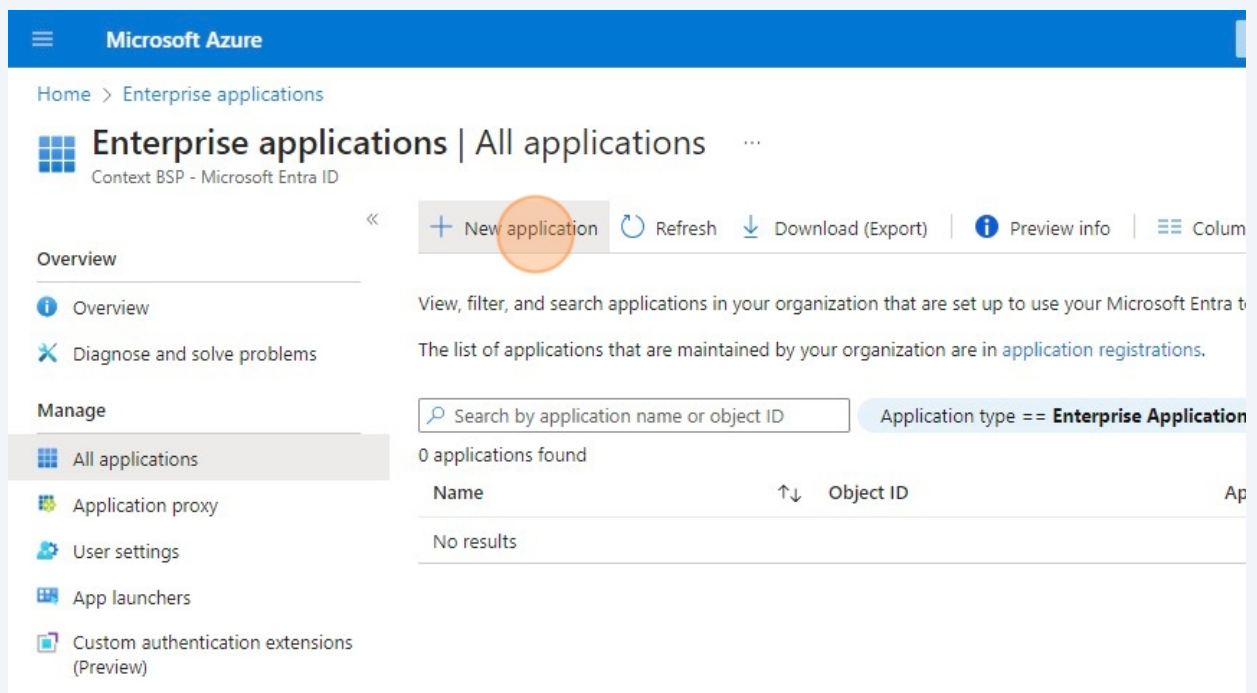 Microsoft Azure
Home > Enterprise applications
Enterprise applications | All applications ...
Context BSP - Microsoft Entra ID
«
+ New application Refresh Download (Export) Preview info Colum
Overview
Overview
Diagnose and solve problems
Manage
All applications
Application proxy
User settings
App launchers
Custom authentication extensions
(Preview)
View, filter, and search applications in your organization that are set up to use your Microsoft Entra t
The list of applications that are maintained by your organization are in application registrations.
Search by application name or object ID Application type == Enterprise Application
0 applications found
Name ↑↓ Object ID Ap
No results